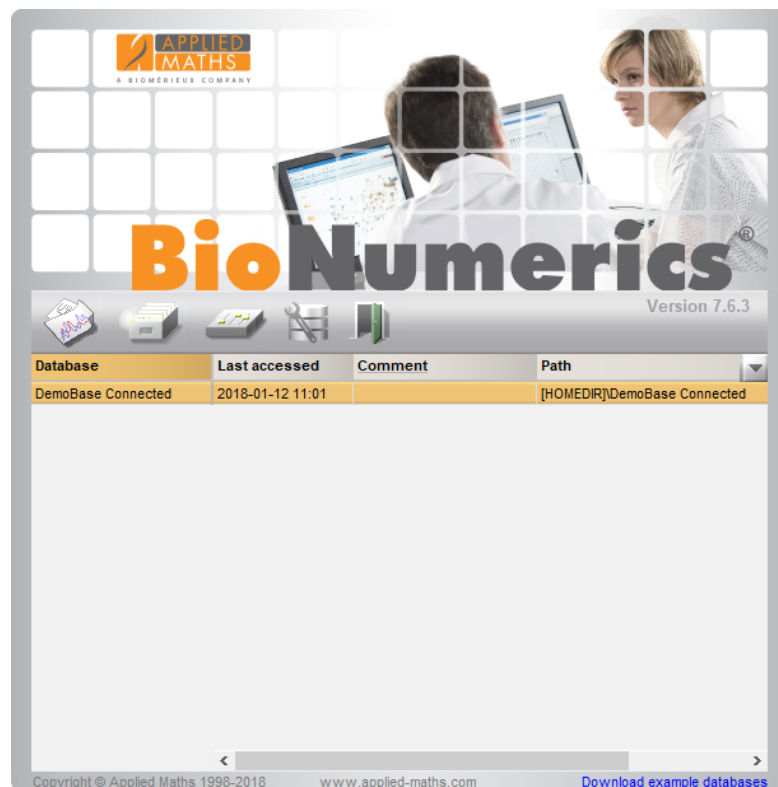 APPLIED
MATHS
A BIOMÉRIEUX COMPANY
BioNumerics®
Version 7.6.3
Database Last accessed Comment Path
DemoBase Connected 2018-01-12 11:01 [HOMEDIR]\DemoBase Connected
Copyright © Applied Maths 1998-2018 www.applied-maths.com Download example databases